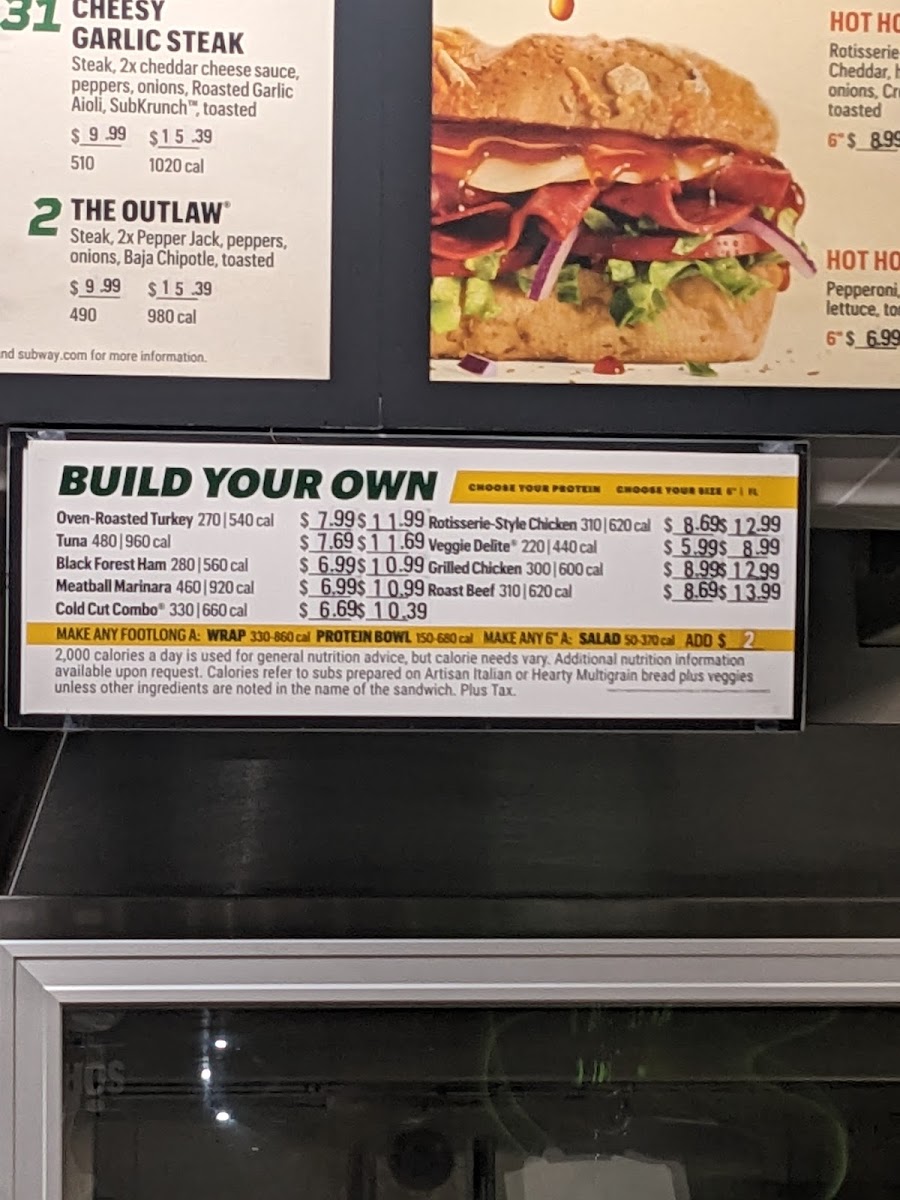 31 CHEESY
GARLIC STEAK
Steak, 2x cheddar cheese sauce,
peppers, onions, Roasted Garlic
Aioli, SubKrunch™, toasted
$ 9.99 $15.39
510 1020 cal
2 THE OUTLAW®
Steak, 2x Pepper Jack, peppers,
onions, Baja Chipotle, toasted
$ 9.99 $15.39
490 980 cal
nd subway.com for more information.
HOT HO
Rotisserie
Cheddar, h
onions, Cr
toasted
6" $ 8.99
HOT HO
Pepperoni,
lettuce, to
6" $ 6.99
BUILD YOUR OWN CHOOSE YOUR PROTEIN CHOOSE YOUR SIZE 6" | FL
Oven-Roasted Turkey 270|540 cal $ 7.99 $ 11.99
Tuna 480|960 cal $ 7.69 $ 11.69
Black Forest Ham 280|560 cal $ 6.99 $ 10.99
Meatball Marinara 460|920 cal $ 6.99 $ 10.99
Cold Cut Combo® 330|660 cal $ 6.69 $ 10.39
Rotisserie-Style Chicken 310|620 cal $ 8.69 $ 12.99
Veggie Delite® 220|440 cal $ 5.99 $ 8.99
Grilled Chicken 300|600 cal $ 8.99 $ 12.99
Roast Beef 310|620 cal $ 8.69 $ 13.99
MAKE ANY FOOTLONG A: WRAP 330-860 cal PROTEIN BOWL 150-680 cal MAKE ANY 6" A: SALAD 50-370 cal ADD $ 2
2,000 calories a day is used for general nutrition advice, but calorie needs vary. Additional nutrition information
available upon request. Calories refer to subs prepared on Artisan Italian or Hearty Multigrain bread plus veggies
unless other ingredients are noted in the name of the sandwich. Plus Tax.